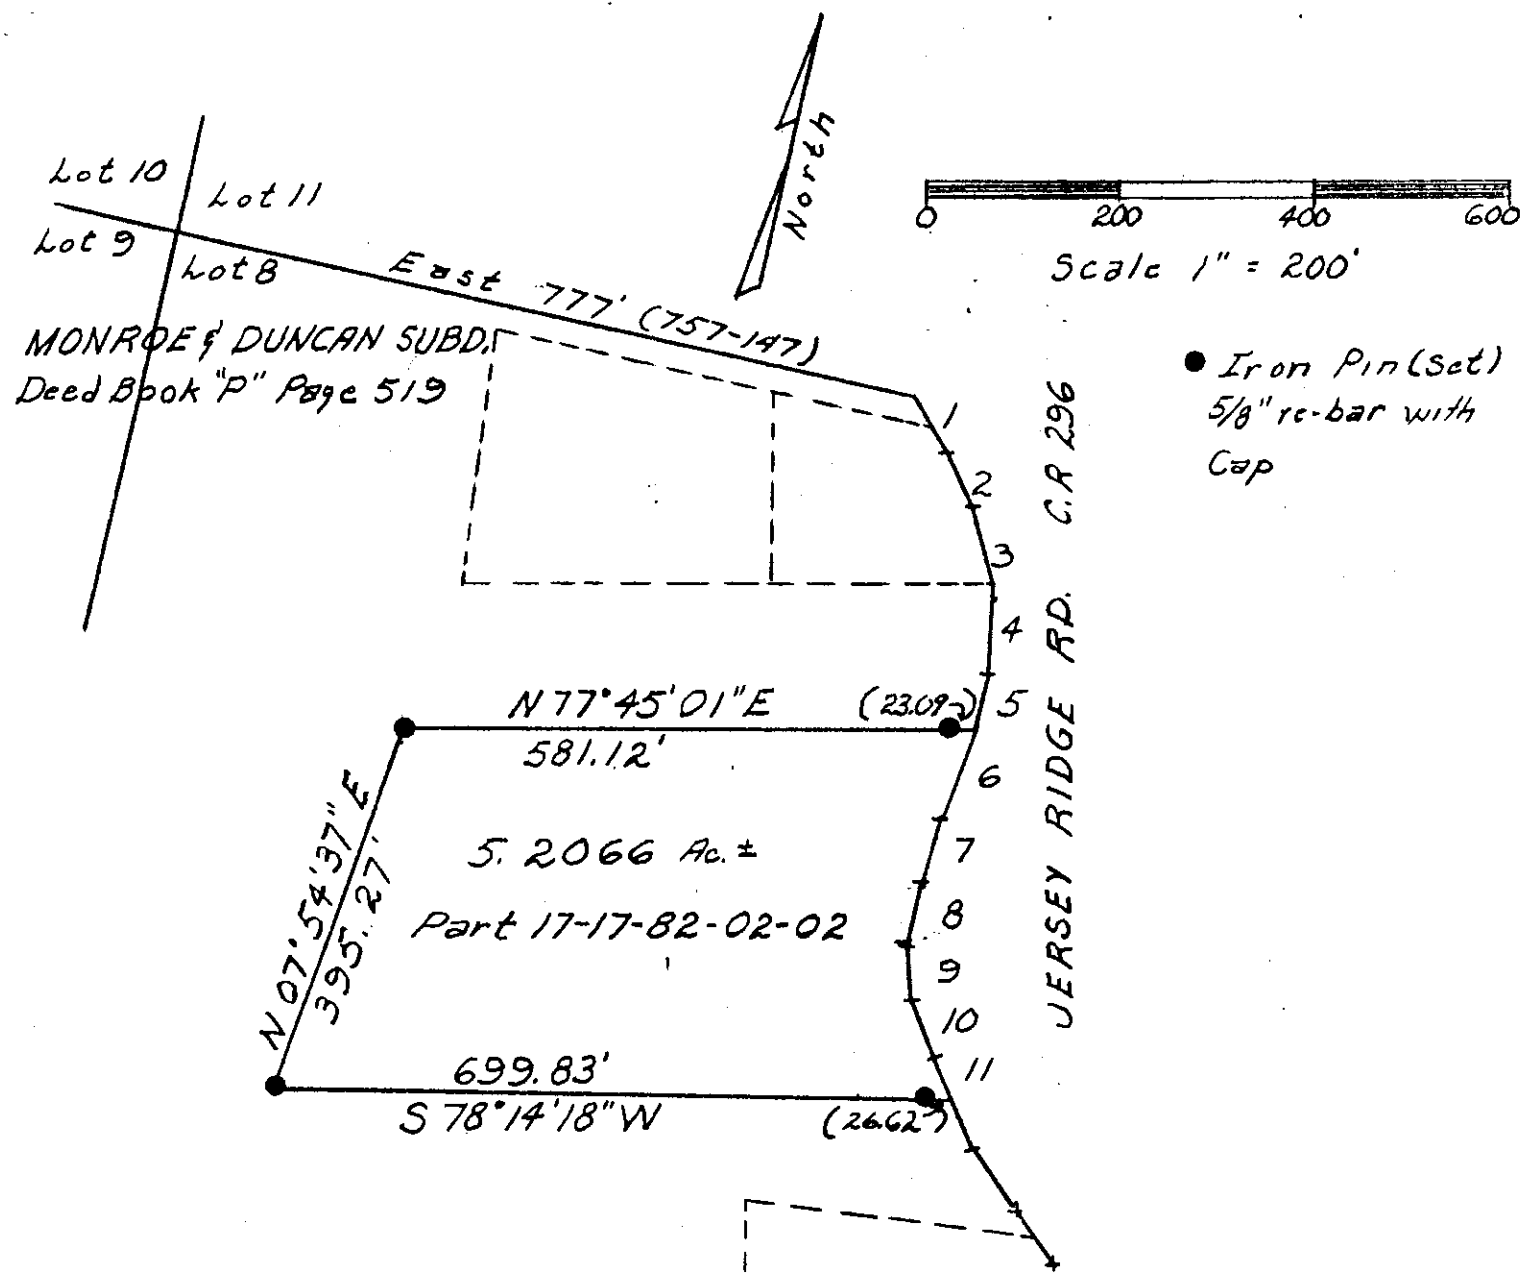 North
0 200 400 600
Scale 1" = 200'
Lot 10
Lot 11
Lot 9
Lot 8
East 777' (757-147)
MONROE & DUNCAN SUBD.
Deed Book "P" Page 519
● Iron Pin (Set)
5/8" re-bar with
Cap
1
2
3
4
5
6
7
8
9
10
11
JERSEY RIDGE RD. C.R 296
N 77°45'01" E
(23.09')
581.12'
N 07°54'37" E
395.27'
5.2066 Ac. ±
Part 17-17-82-02-02
699.83'
S 78°14'18" W
(26.62')